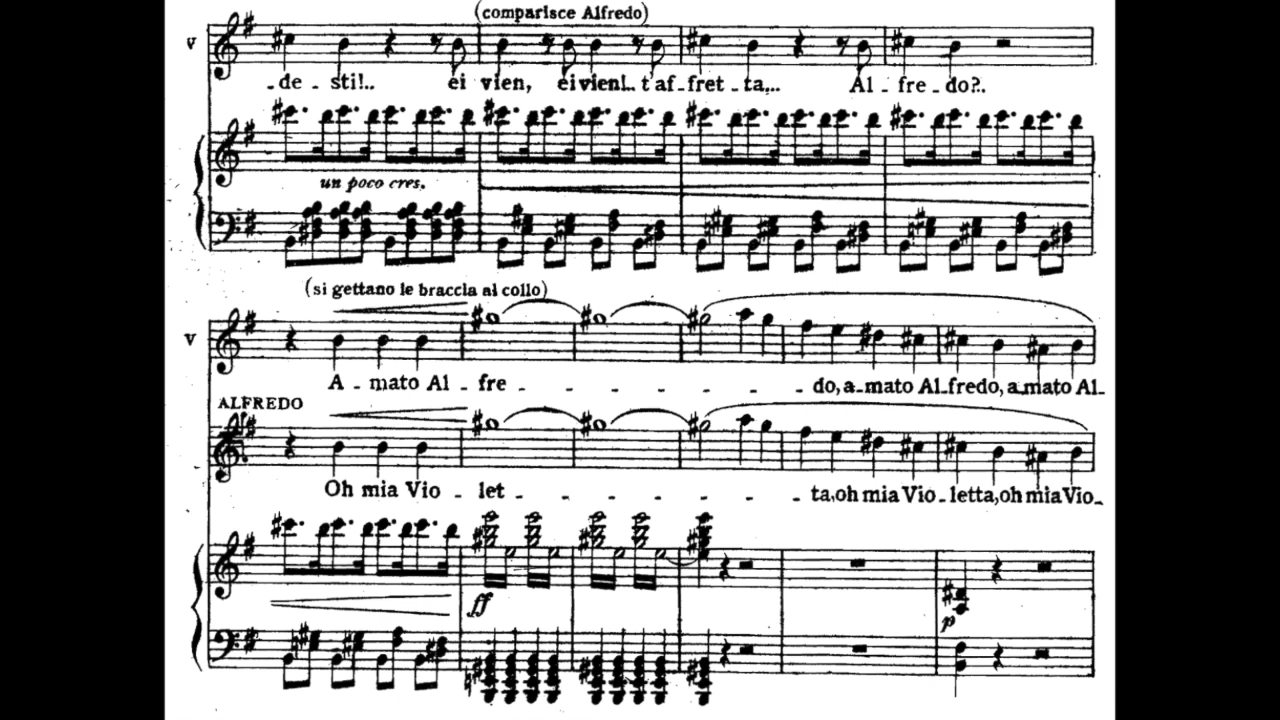 (comparisce Alfredo)
V
-de - sti!.. ei vien, ei vien!.. t'af-fret - ta,.. Al - fre - do?..
un poco cres.
(si gettano le braccia al collo)
V
A - mato Al - fre - - - - - - do, a-mato Al-fredo, a-mato Al-
ALFREDO
Oh mia Vio - let - - - - - - ta, oh mia Vio - letta, oh mia Vio-
ff
p